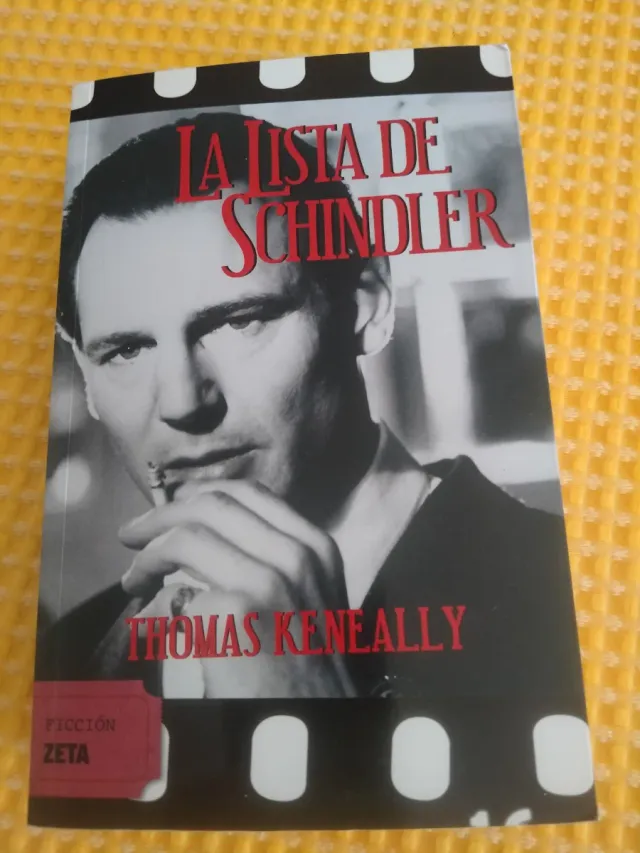 LA LISTA DE
SCHINDLER
THOMAS KENEALLY
FICCIÓN
ZETA